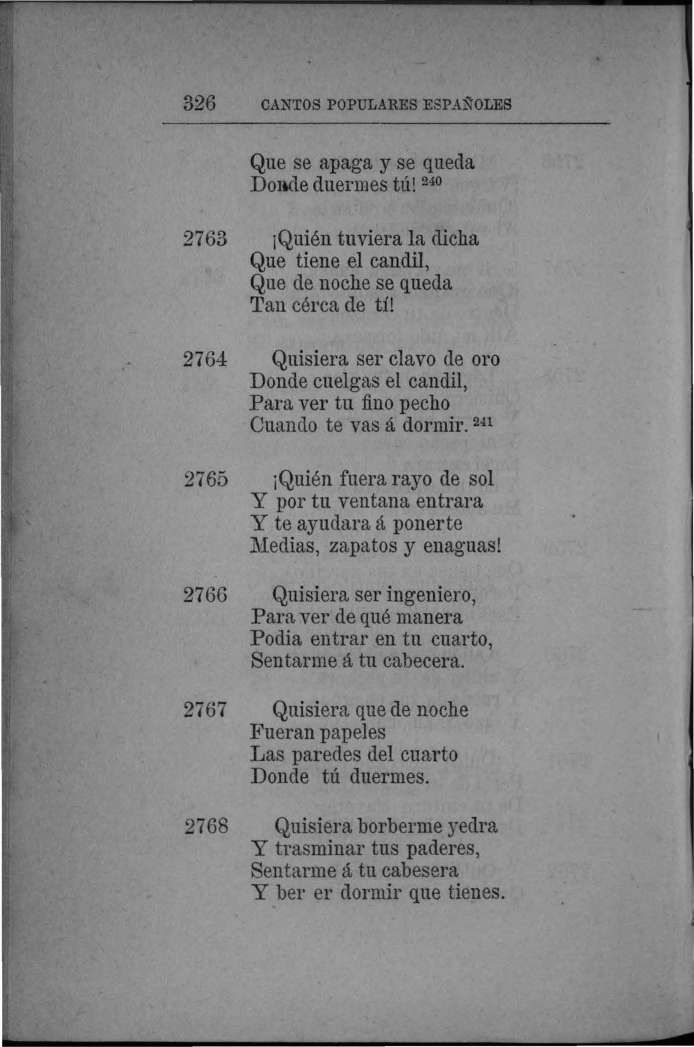 326 CANTOS POPULARES ESPAÑOLES
Que se apaga y se queda
Donde duermes tú! 240
2763 ¡Quién tuviera la dicha
Que tiene el candil,
Que de noche se queda
Tan cérca de tí!
2764 Quisiera ser clavo de oro
Donde cuelgas el candil,
Para ver tu fino pecho
Cuando te vas á dormir. 241
2765 ¡Quién fuera rayo de sol
Y por tu ventana entrara
Y te ayudara á ponerte
Medias, zapatos y enaguas!
2766 Quisiera ser ingeniero,
Para ver de qué manera
Podia entrar en tu cuarto,
Sentarme á tu cabecera.
2767 Quisiera que de noche
Fueran papeles
Las paredes del cuarto
Donde tú duermes.
2768 Quisiera borberme yedra
Y trasminar tus paderes,
Sentarme á tu cabesera
Y ber er dormir que tienes.